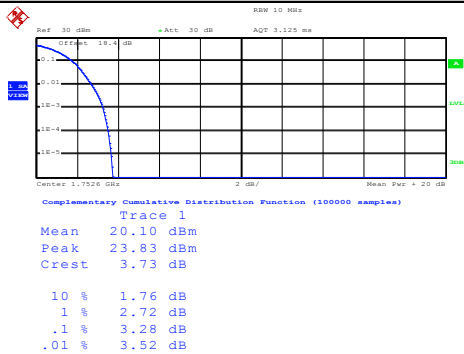 RBW 10 MHz
Ref 30 dBm *Att 30 dB AQT 3.125 ms
Offset 18.4 dB
0.1
0.01
1E-3
1E-4
1E-5
1 SA
VIEW
A
LVL
3DB
Center 1.7526 GHz 2 dB/ Mean Pwr + 20 dB
Complementary Cumulative Distribution Function (100000 samples)
Trace 1
Mean 20.10 dBm
Peak 23.83 dBm
Crest 3.73 dB
10 % 1.76 dB
1 % 2.72 dB
.1 % 3.28 dB
.01 % 3.52 dB